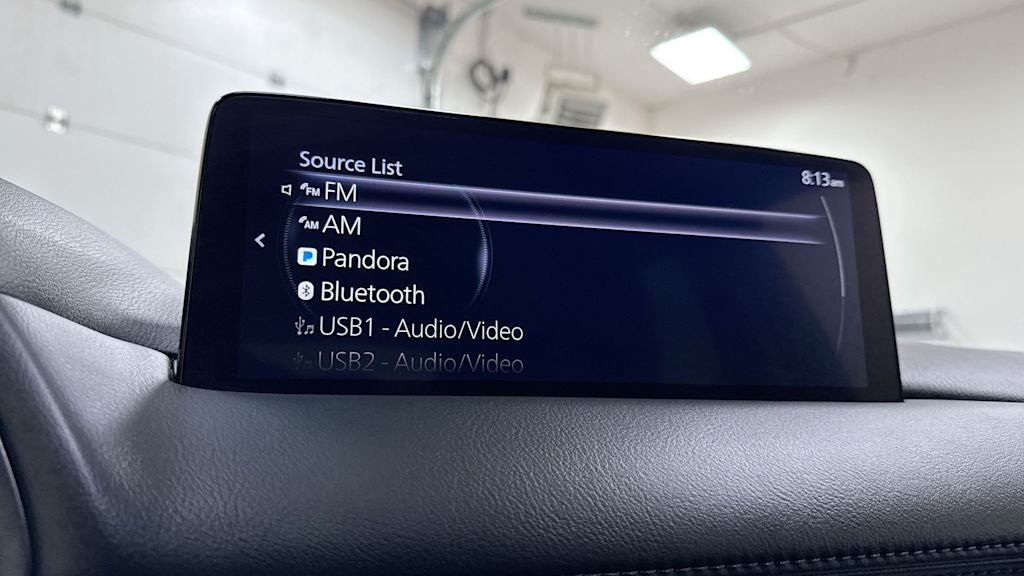 Source List
8:13am
FM FM
AM AM
Pandora
Bluetooth
USB1 - Audio/Video
USB2 - Audio/Video